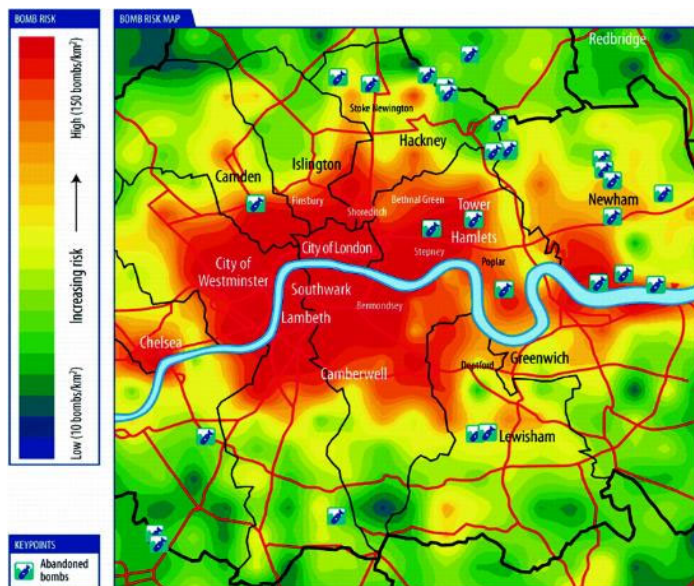 BOMB RISK
BOMB RISK MAP
High (150 bombs/km²)
Increasing risk
Low (10 bombs/km²)
Redbridge
Stoke Newington
Hackney
Islington
Camden
Newham
Finsbury
Bethnal Green
Shoreditch
Tower
Hamlets
City of London
Stepney
City of
Westminster
Poplar
Southwark
Bermondsey
Lambeth
Chelsea
Greenwich
Deptford
Camberwell
Lewisham
KEYPOINTS
Abandoned
bombs